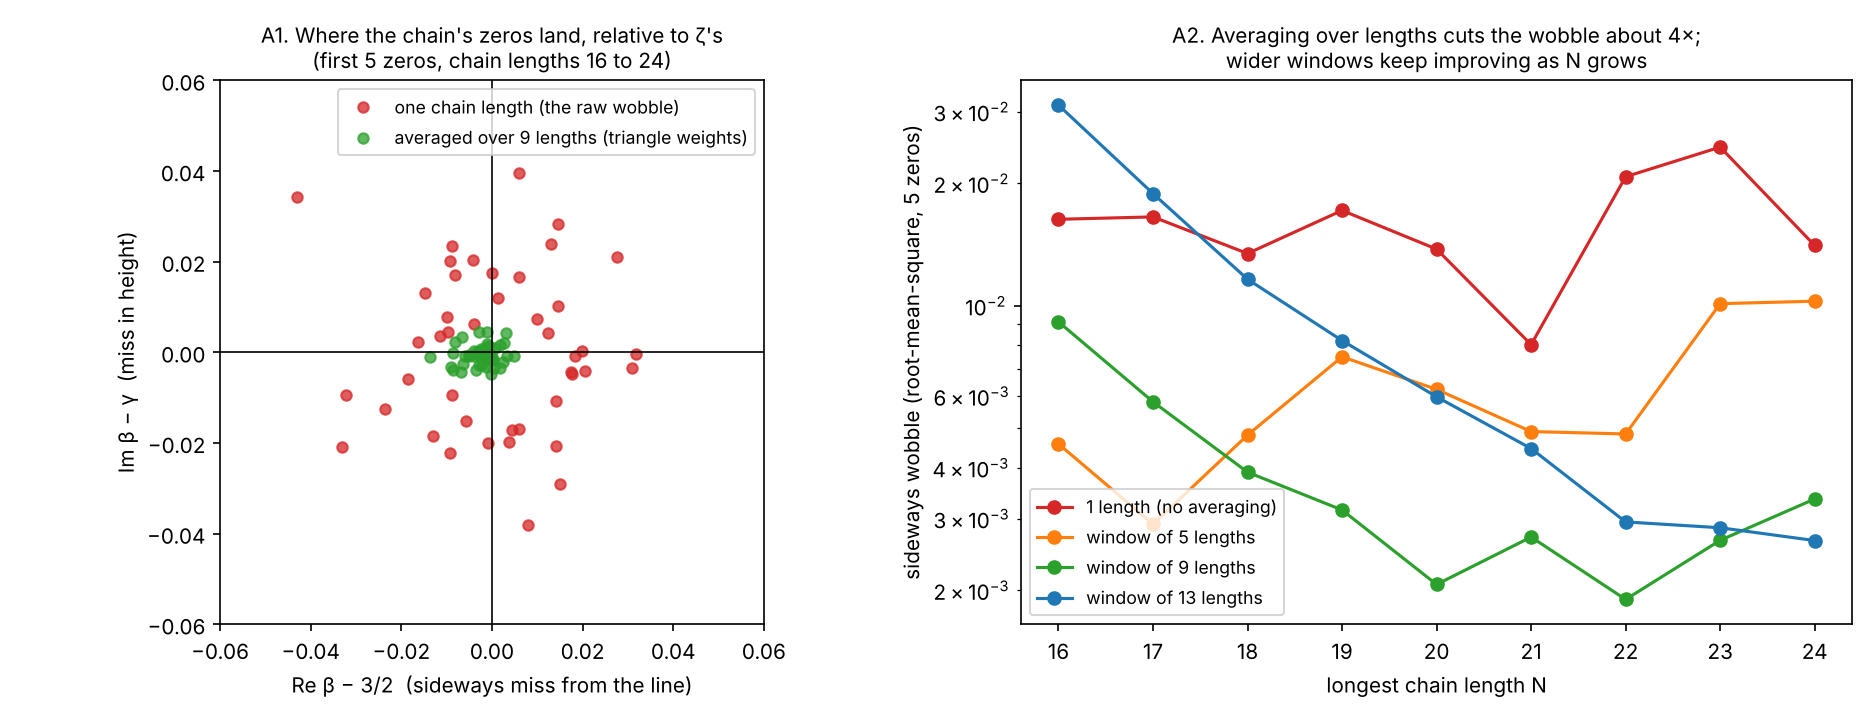 A1. Where the chain's zeros land, relative to ζ's
(first 5 zeros, chain lengths 16 to 24)
0.06
0.04
0.02
0.00
−0.02
−0.04
−0.06
Im β − γ (miss in height)
one chain length (the raw wobble)
averaged over 9 lengths (triangle weights)
−0.06 −0.04 −0.02 0.00 0.02 0.04 0.06
Re β − 3/2 (sideways miss from the line)
A2. Averaging over lengths cuts the wobble about 4×;
wider windows keep improving as N grows
3 × 10⁻²
2 × 10⁻²
10⁻²
6 × 10⁻³
4 × 10⁻³
3 × 10⁻³
2 × 10⁻³
sideways wobble (root-mean-square, 5 zeros)
1 length (no averaging)
window of 5 lengths
window of 9 lengths
window of 13 lengths
16 17 18 19 20 21 22 23 24
longest chain length N